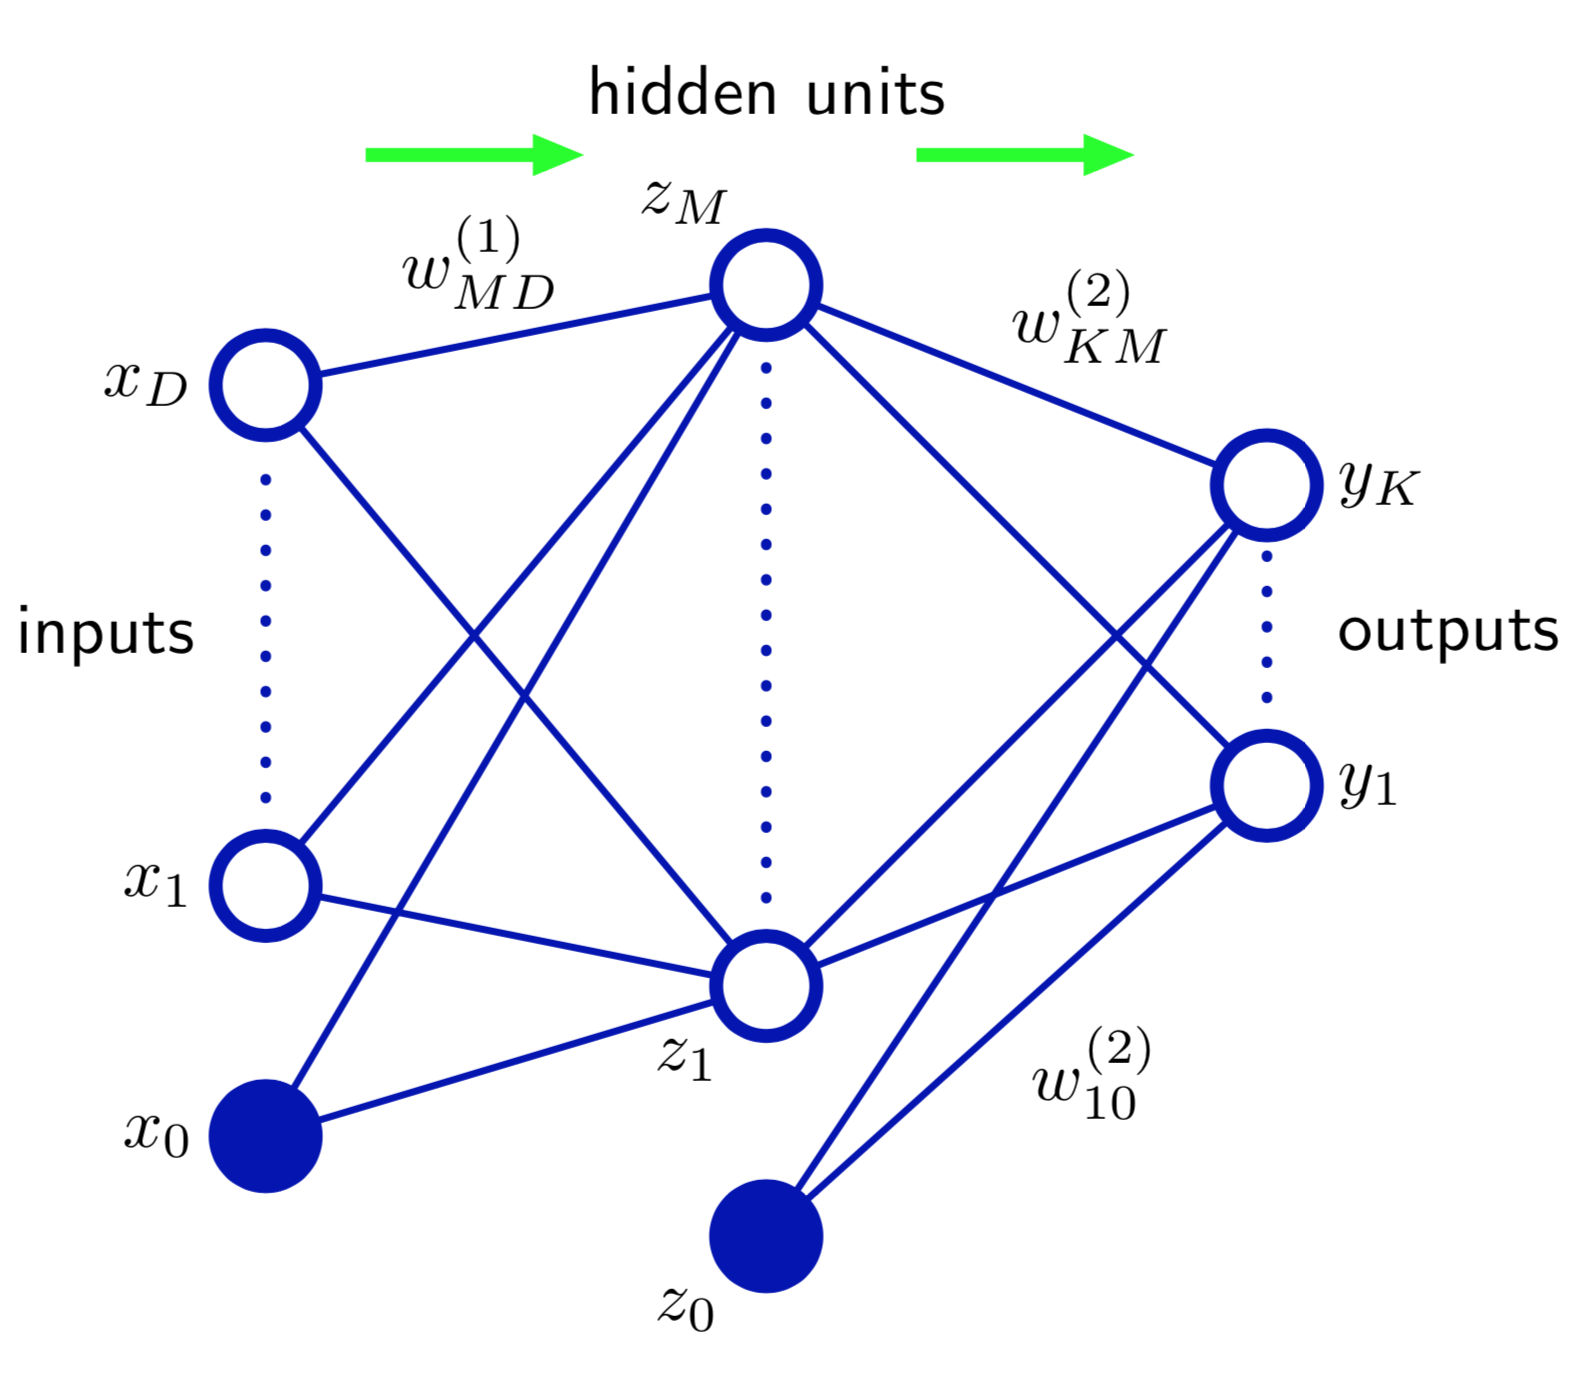 hidden units
z_M
w_{MD}^{(1)}
w_{KM}^{(2)}
x_D
y_K
inputs
outputs
y_1
x_1
z_1
w_{10}^{(2)}
x_0
z_0